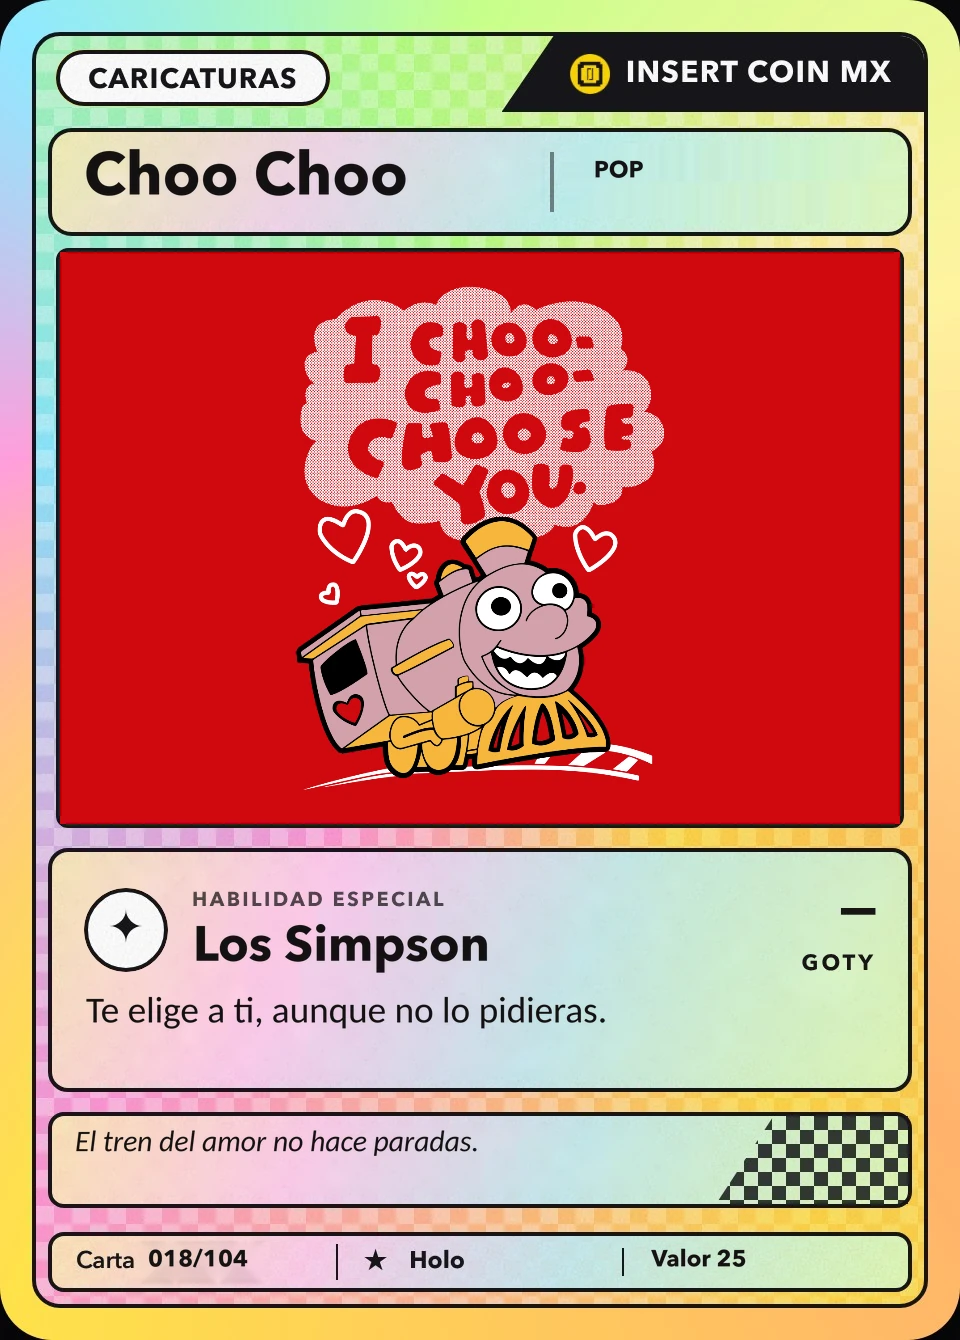 CARICATURAS
INSERT COIN MX
Choo Choo
POP
I CHOO-
CHOO-
CHOOSE
YOU.
HABILIDAD ESPECIAL
Los Simpson
—
GOTY
Te elige a ti, aunque no lo pidieras.
El tren del amor no hace paradas.
Carta 018/104
★ Holo
Valor 25